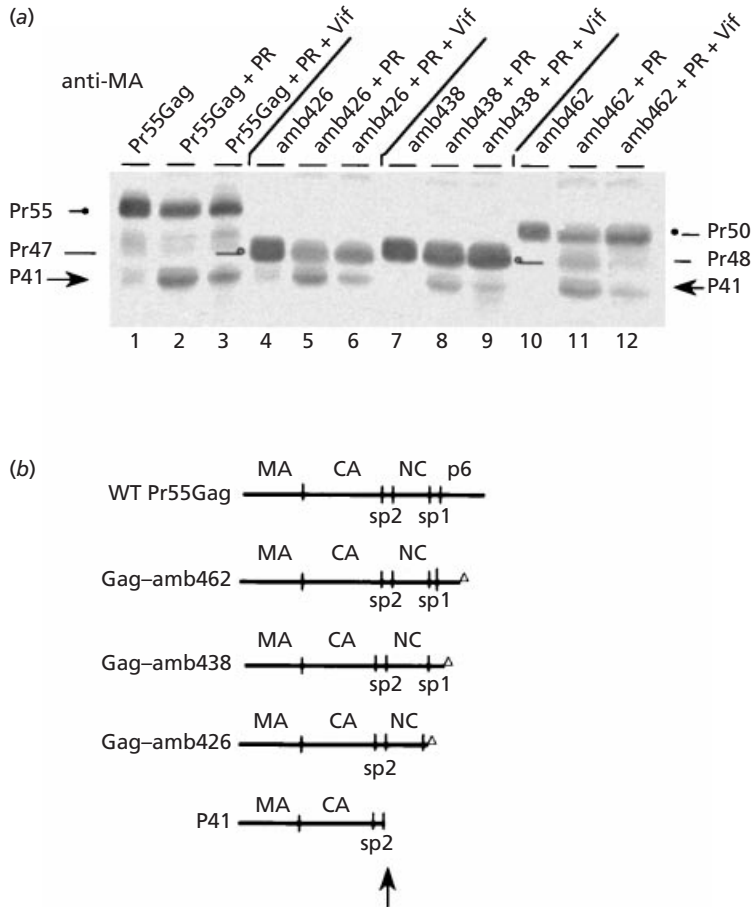 (a)
anti-MA
Pr55Gag
Pr55Gag + PR
Pr55Gag + PR + Vif
amb426
amb426 + PR
amb426 + PR + Vif
amb438
amb438 + PR
amb438 + PR + Vif
amb462
amb462 + PR
amb462 + PR + Vif
Pr55
Pr47
P41
Pr50
Pr48
P41
1 2 3 4 5 6 7 8 9 10 11 12
(b)
MA CA NC p6
WT Pr55Gag
sp2 sp1
MA CA NC
Gag–amb462
sp2 sp1
MA CA NC
Gag–amb438
sp2 sp1
MA CA NC
Gag–amb426
sp2
MA CA
P41
sp2